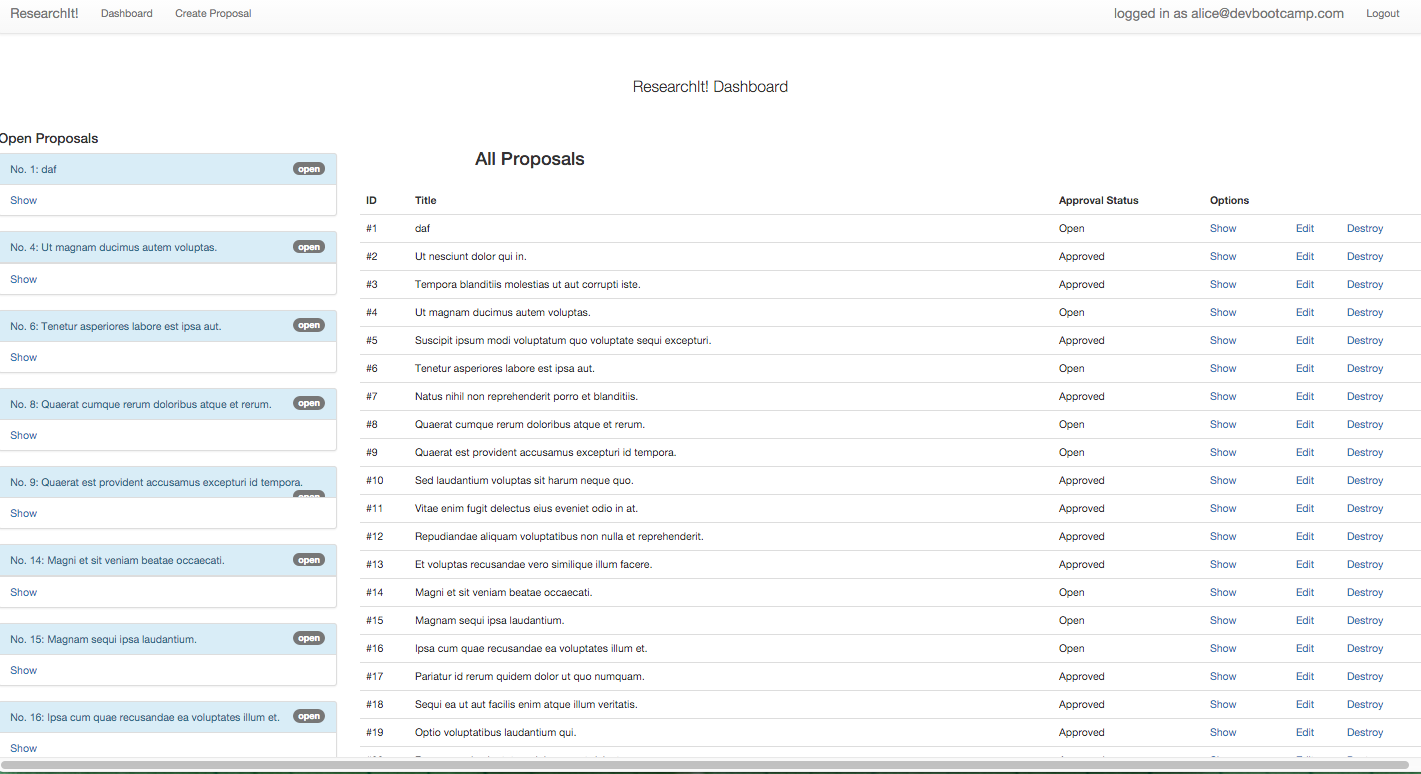 ResearchIt! Dashboard Create Proposal logged in as alice@devbootcamp.com Logout
ResearchIt! Dashboard
Open Proposals
No. 1: daf open
Show
No. 4: Ut magnam ducimus autem voluptas. open
Show
No. 6: Tenetur asperiores labore est ipsa aut. open
Show
No. 8: Quaerat cumque rerum doloribus atque et rerum. open
Show
No. 9: Quaerat est provident accusamus excepturi id tempora.
open
Show
No. 14: Magni et sit veniam beatae occaecati. open
Show
No. 15: Magnam sequi ipsa laudantium. open
Show
No. 16: Ipsa cum quae recusandae ea voluptates illum et. open
Show
All Proposals
ID Title Approval Status Options
#1 daf Open Show Edit Destroy
#2 Ut nesciunt dolor qui in. Approved Show Edit Destroy
#3 Tempora blanditiis molestias ut aut corrupti iste. Approved Show Edit Destroy
#4 Ut magnam ducimus autem voluptas. Open Show Edit Destroy
#5 Suscipit ipsum modi voluptatum quo voluptate sequi excepturi. Approved Show Edit Destroy
#6 Tenetur asperiores labore est ipsa aut. Open Show Edit Destroy
#7 Natus nihil non reprehenderit porro et blanditiis. Approved Show Edit Destroy
#8 Quaerat cumque rerum doloribus atque et rerum. Open Show Edit Destroy
#9 Quaerat est provident accusamus excepturi id tempora. Open Show Edit Destroy
#10 Sed laudantium voluptas sit harum neque quo. Approved Show Edit Destroy
#11 Vitae enim fugit delectus eius eveniet odio in at. Approved Show Edit Destroy
#12 Repudiandae aliquam voluptatibus non nulla et reprehenderit. Approved Show Edit Destroy
#13 Et voluptas recusandae vero similique illum facere. Approved Show Edit Destroy
#14 Magni et sit veniam beatae occaecati. Open Show Edit Destroy
#15 Magnam sequi ipsa laudantium. Open Show Edit Destroy
#16 Ipsa cum quae recusandae ea voluptates illum et. Open Show Edit Destroy
#17 Pariatur id rerum quidem dolor ut quo numquam. Approved Show Edit Destroy
#18 Sequi ea ut aut facilis enim atque illum veritatis. Approved Show Edit Destroy
#19 Optio voluptatibus laudantium qui. Approved Show Edit Destroy